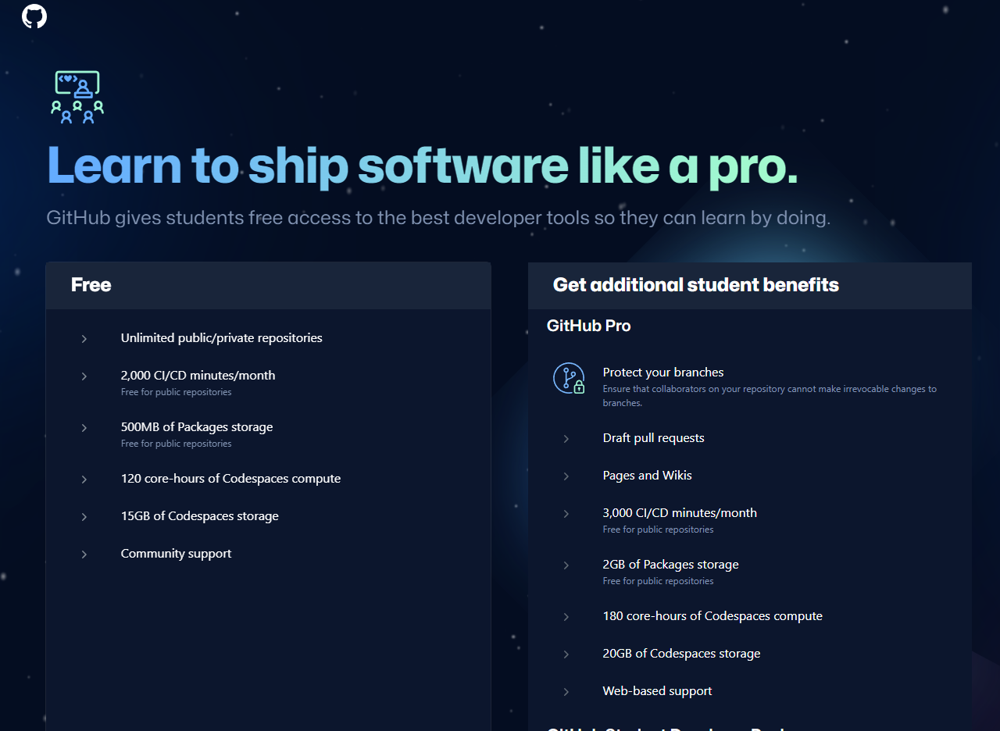 Learn to ship software like a pro.
GitHub gives students free access to the best developer tools so they can learn by doing.
Free
Unlimited public/private repositories
2,000 CI/CD minutes/month
Free for public repositories
500MB of Packages storage
Free for public repositories
120 core-hours of Codespaces compute
15GB of Codespaces storage
Community support
Get additional student benefits
GitHub Pro
Protect your branches
Ensure that collaborators on your repository cannot make irrevocable changes to
branches.
Draft pull requests
Pages and Wikis
3,000 CI/CD minutes/month
Free for public repositories
2GB of Packages storage
Free for public repositories
180 core-hours of Codespaces compute
20GB of Codespaces storage
Web-based support